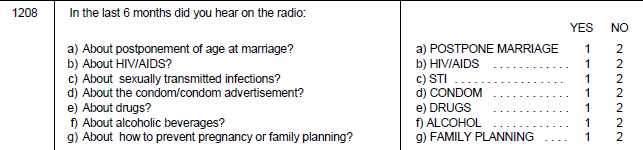 1208 In the last 6 months did you hear on the radio:
YES NO
a) About postponement of age at marriage? a) POSTPONE MARRIAGE 1 2
b) About HIV/AIDS? b) HIV/AIDS . . . . . . . . . . . . 1 2
c) About sexually transmitted infections? c) STI . . . . . . . . . . . . . . . . . 1 2
d) About the condom/condom advertisement? d) CONDOM . . . . . . . . . . . . 1 2
e) About drugs? e) DRUGS . . . . . . . . . . . . 1 2
f) About alcoholic beverages? f) ALCOHOL . . . . . . . . . . . . 1 2
g) About how to prevent pregnancy or family planning? g) FAMILY PLANNING . . . . 1 2